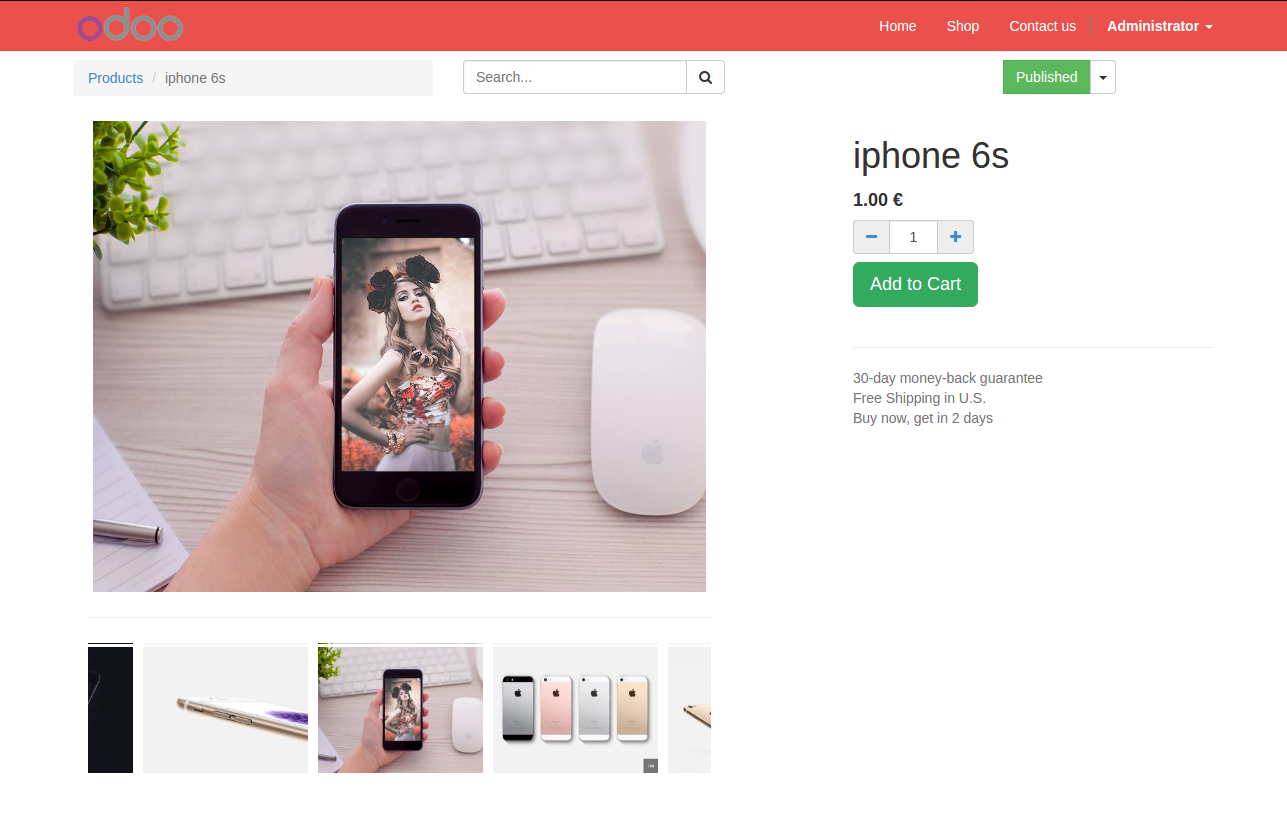 odoo
Home Shop Contact us Administrator
Products / iphone 6s
Search...
Published
iphone 6s
1.00 €
1
Add to Cart
30-day money-back guarantee
Free Shipping in U.S.
Buy now, get in 2 days